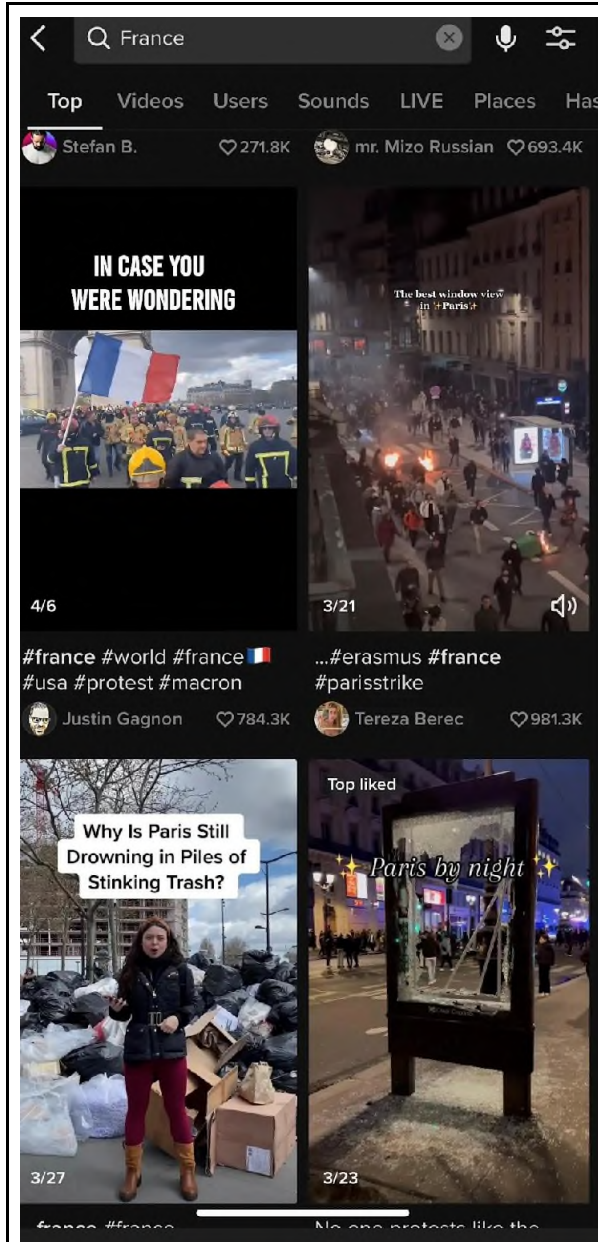 France
Top Videos Users Sounds LIVE Places Has
Stefan B. 271.8K
mr. Mizo Russian 693.4K
IN CASE YOU
WERE WONDERING
4/6
The best window view
in ✨Paris✨
3/21
#france #world #france🇫🇷
#usa #protest #macron
Justin Gagnon 784.3K
...#erasmus #france
#parisstrike
Tereza Berec 981.3K
Why Is Paris Still
Drowning in Piles of
Stinking Trash?
3/27
Top liked
✨ Paris by night ✨
3/23
france #france
No one protests like the